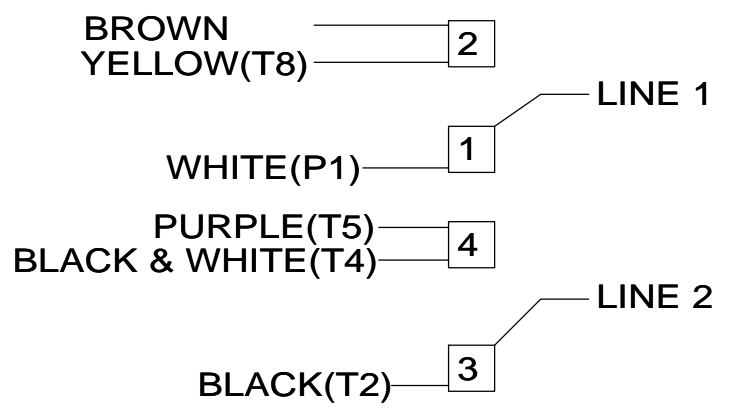 BROWN
2
YELLOW(T8)
LINE 1
1
WHITE(P1)
PURPLE(T5)
4
BLACK & WHITE(T4)
LINE 2
3
BLACK(T2)